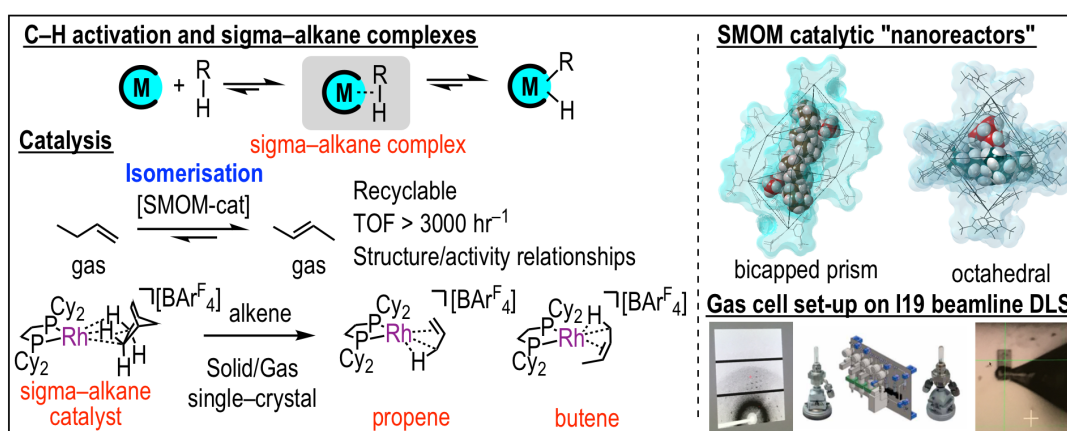 C–H activation and sigma–alkane complexes
M + R H
M R H
M R H
sigma–alkane complex
Catalysis
Isomerisation
[SMOM-cat]
gas
gas
Recyclable
TOF > 3000 hr⁻¹
Structure/activity relationships
Cy₂ P P Cy₂ Rh H H H H [BArF₄]
alkene
Solid/Gas
single–crystal
Cy₂ P P Cy₂ Rh H [BArF₄]
Cy₂ P P Cy₂ Rh H [BArF₄]
sigma–alkane
catalyst
propene
butene
SMOM catalytic "nanoreactors"
bicapped prism
octahedral
Gas cell set-up on I19 beamline DLS